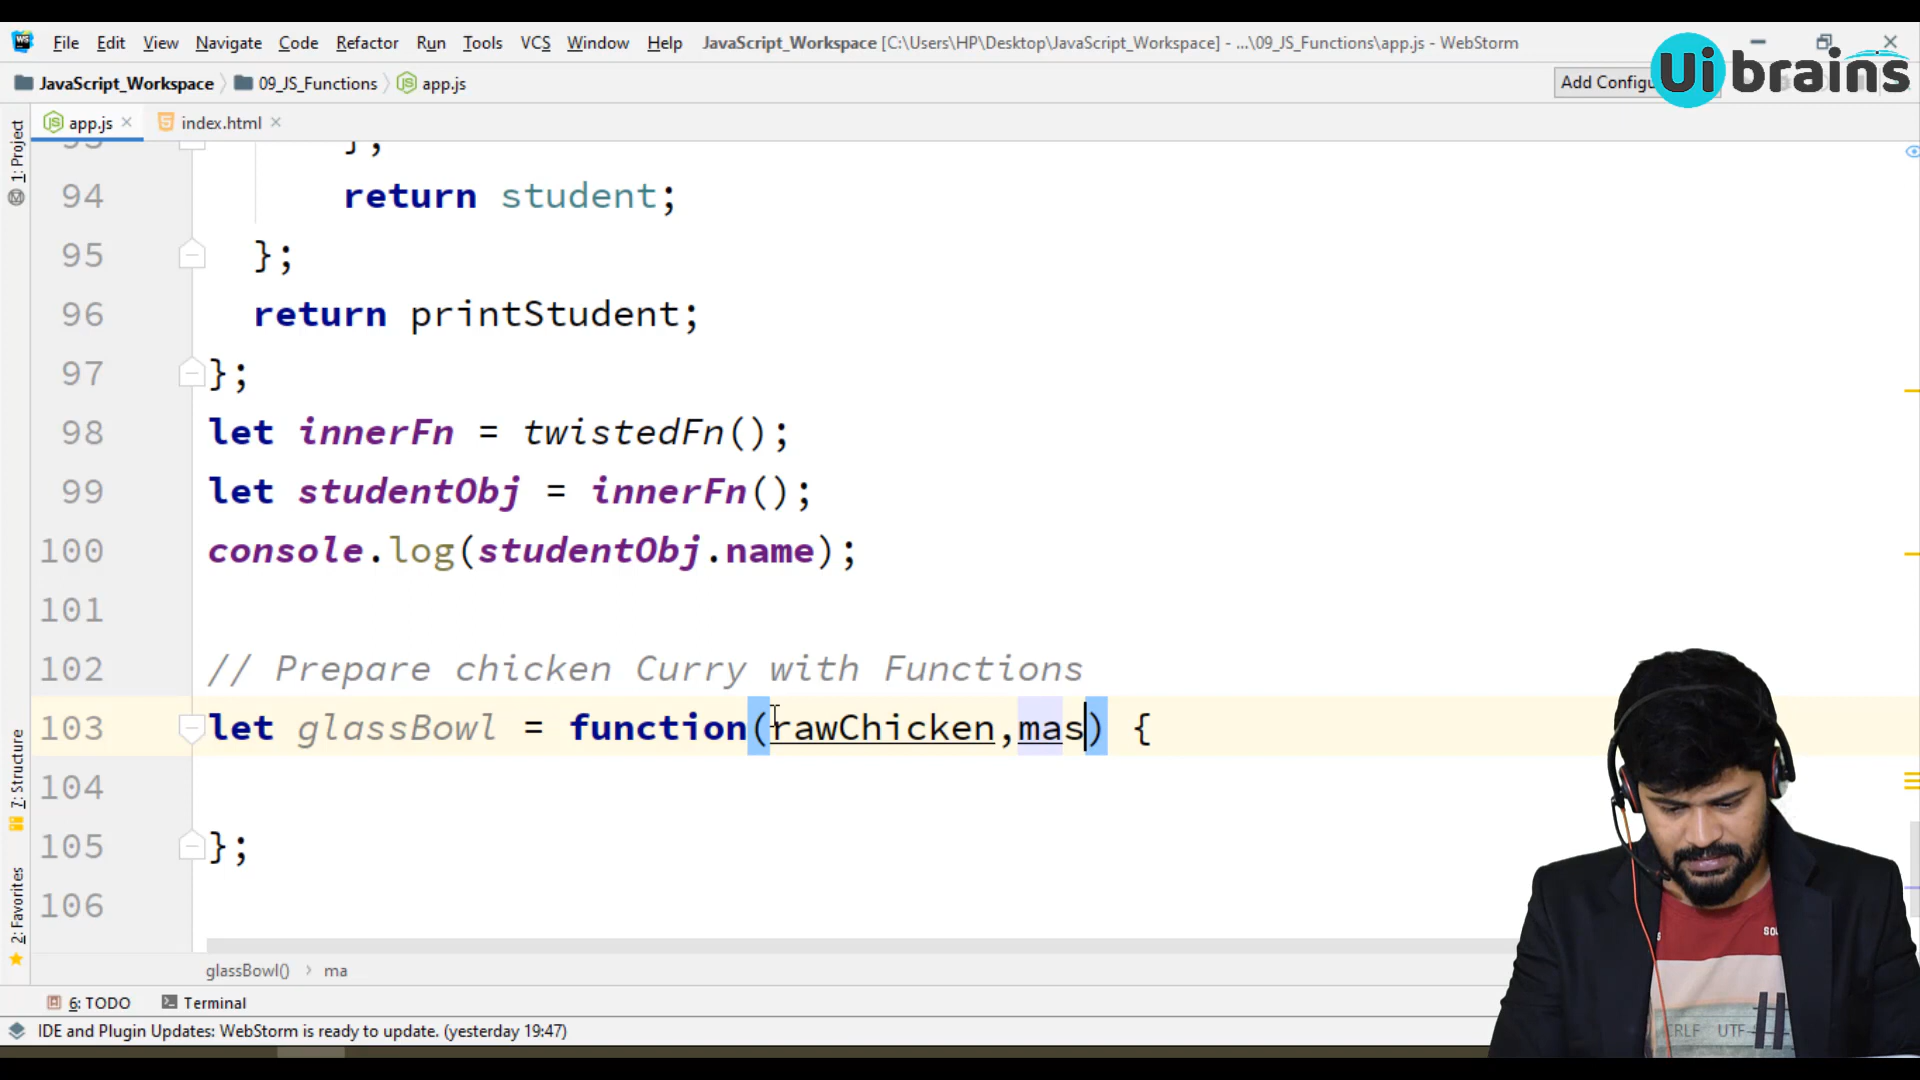 File Edit View Navigate Code Refactor Run Tools VCS Window Help JavaScript_Workspace [C:\Users\HP\Desktop\JavaScript_Workspace] - ...\09_JS_Functions\app.js - WebStorm
JavaScript_Workspace 09_JS_Functions app.js
Ui brains
app.js index.html
1: Project
7: Structure
2: Favorites
};
94 return student;
95 };
96 return printStudent;
97 };
98 let innerFn = twistedFn();
99 let studentObj = innerFn();
100 console.log(studentObj.name);
101
102 // Prepare chicken Curry with Functions
103 let glassBowl = function(rawChicken,mas) {
104
105 };
106
glassBowl() › ma
6: TODO Terminal
IDE and Plugin Updates: WebStorm is ready to update. (yesterday 19:47)
CRLF